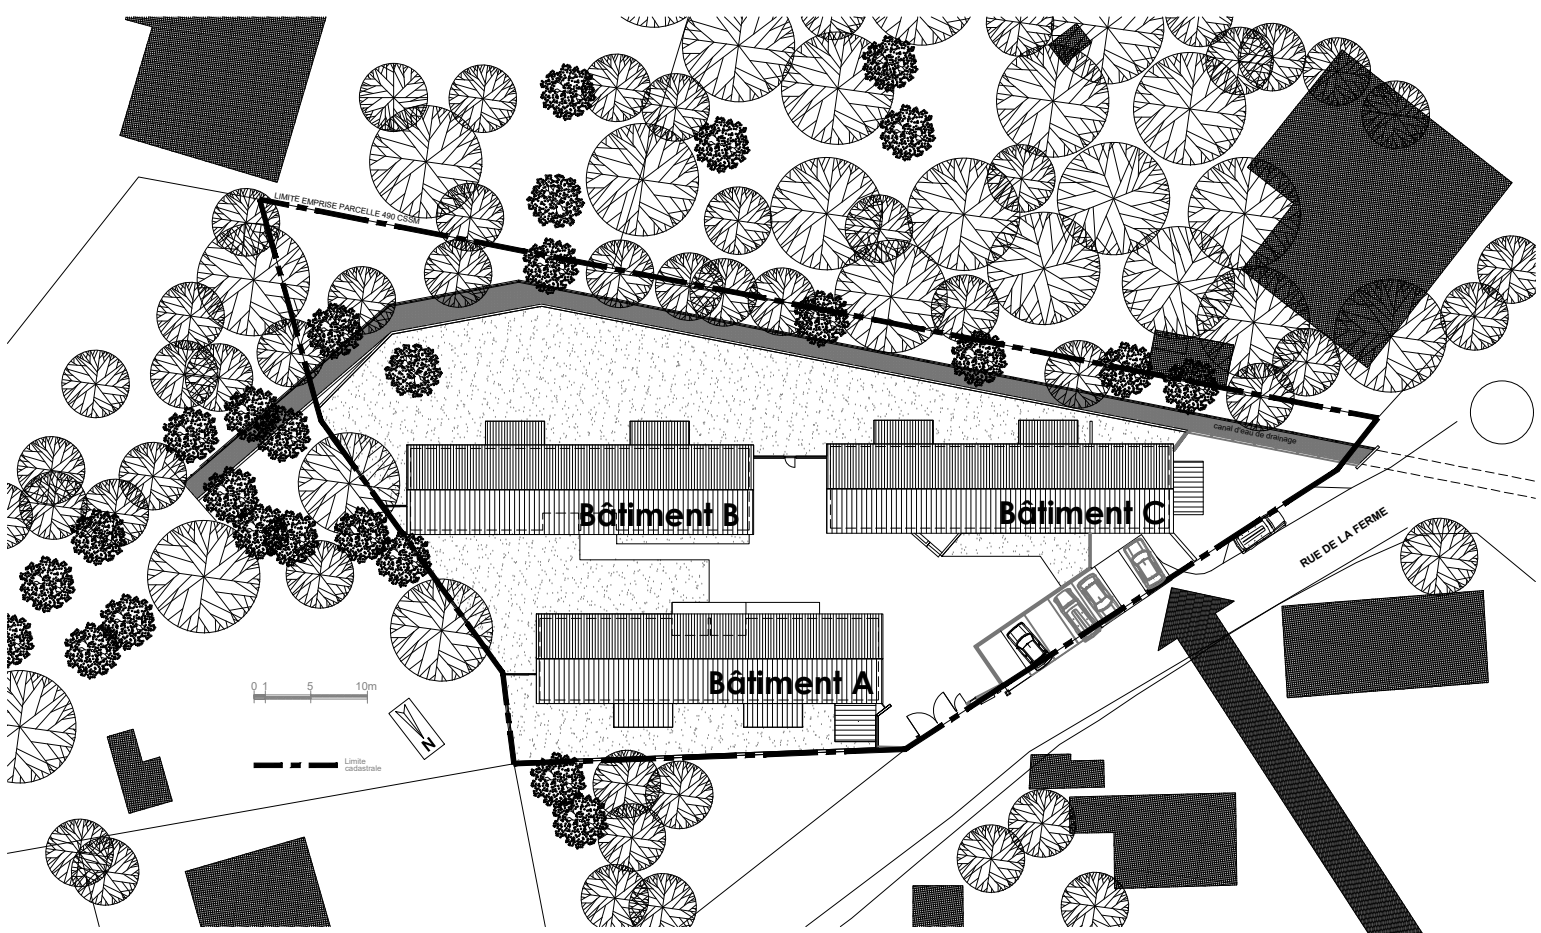 LIMITE EMPRISE PARCELLE 490 CSSM
canal d'eau de drainage
Bâtiment B
Bâtiment C
RUE DE LA FERME
Bâtiment A
0 1 5 10m
N
Limite
cadastrale